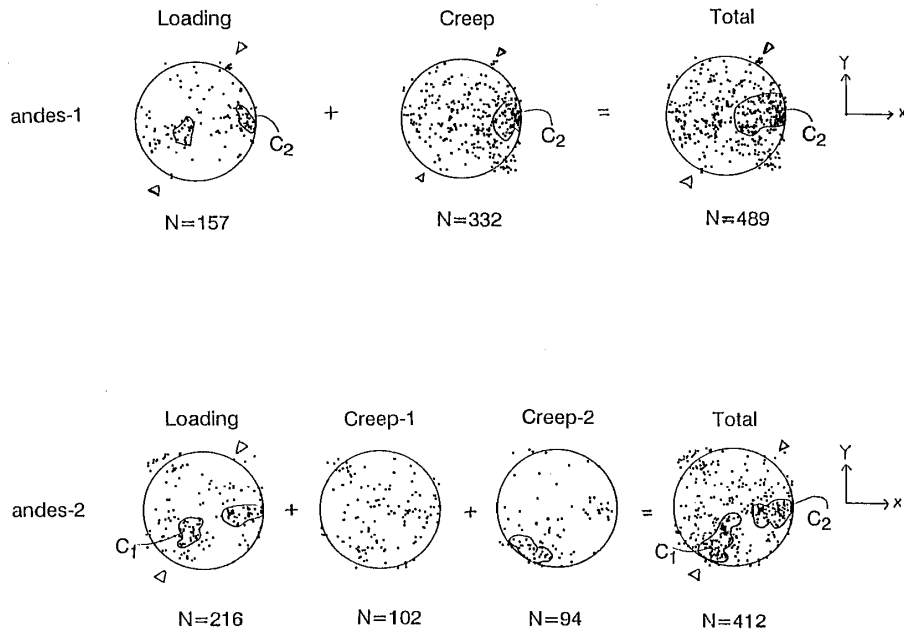 Loading Creep Total
andes-1 + = Y x
C2 C2 C2
N=157 N=332 N=489
Loading Creep-1 Creep-2 Total
andes-2 + + = Y x
C1 C1 C2
N=216 N=102 N=94 N=412